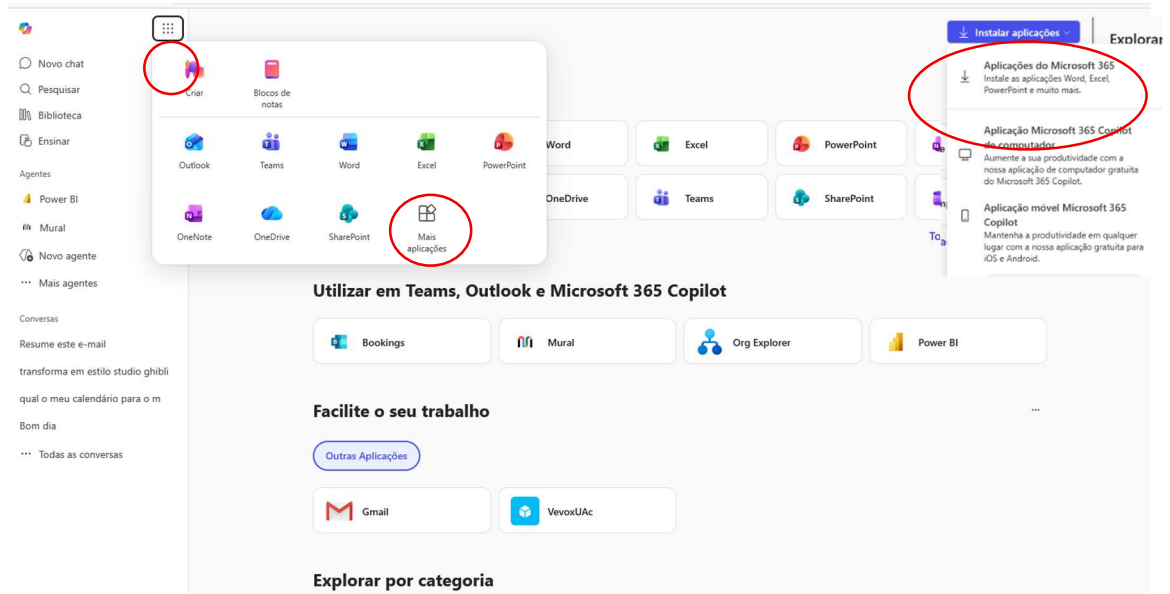 Novo chat
Pesquisar
Biblioteca
Ensinar
Agentes
Power BI
Mural
Novo agente
Mais agentes
Conversas
Resume este e-mail
transforma em estilo studio ghibli
qual o meu calendário para o m
Bom dia
Todas as conversas
Criar
Blocos de
notas
Outlook
Teams
Word
Excel
PowerPoint
OneNote
OneDrive
SharePoint
Mais
aplicações
Instalar aplicações
Explorar
Aplicações do Microsoft 365
Instale as aplicações Word, Excel,
PowerPoint e muito mais.
Aplicação Microsoft 365 Copilot
de computador
Aumente a sua produtividade com a
nossa aplicação de computador gratuita
do Microsoft 365 Copilot.
Aplicação móvel Microsoft 365
Copilot
Mantenha a produtividade em qualquer
lugar com a nossa aplicação gratuita para
iOS e Android.
Word
Excel
PowerPoint
OneDrive
Teams
SharePoint
Utilizar em Teams, Outlook e Microsoft 365 Copilot
Bookings
Mural
Org Explorer
Power BI
Facilite o seu trabalho
Outras Aplicações
Gmail
VevoxUAc
Explorar por categoria